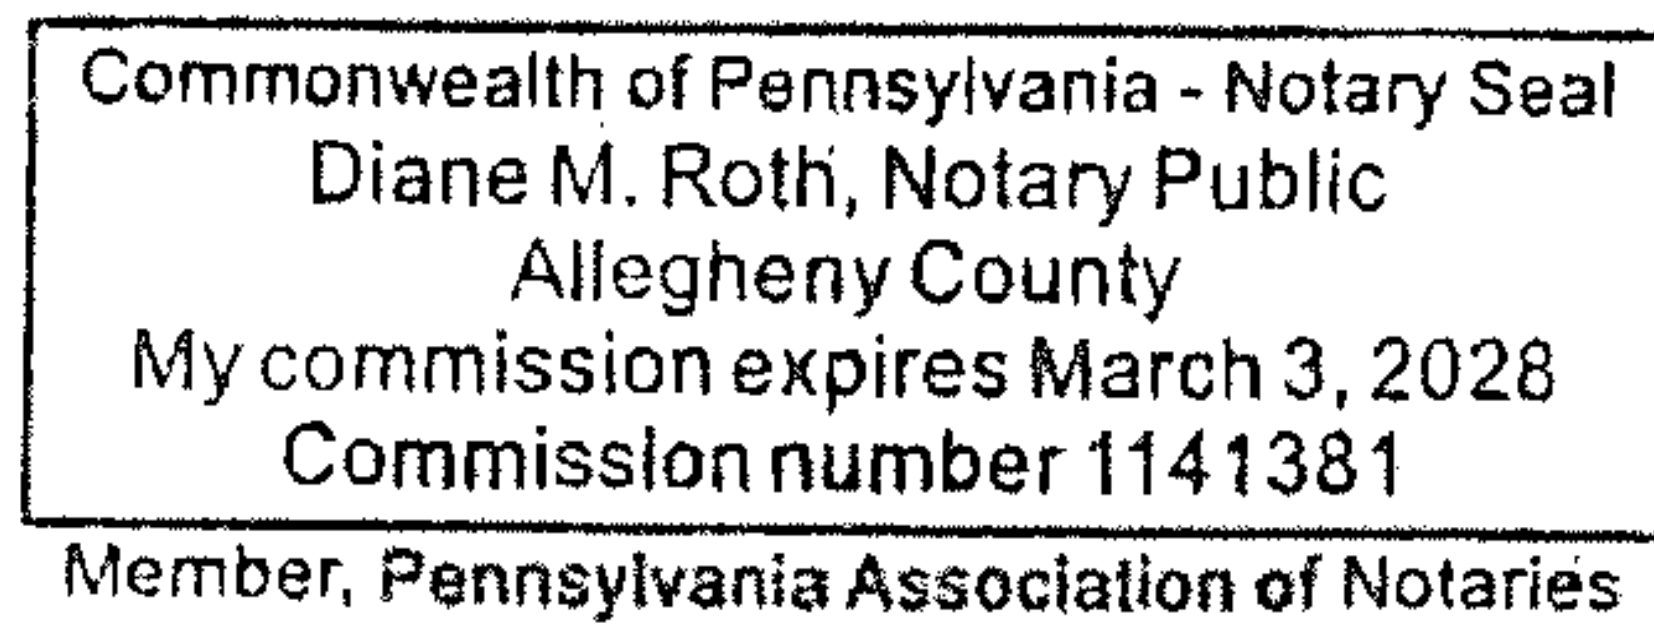 Commonwealth of Pennsylvania - Notary Seal
Diane M. Roth, Notary Public
Allegheny County
My commission expires March 3, 2028
Commission number 1141381
Member, Pennsylvania Association of Notaries